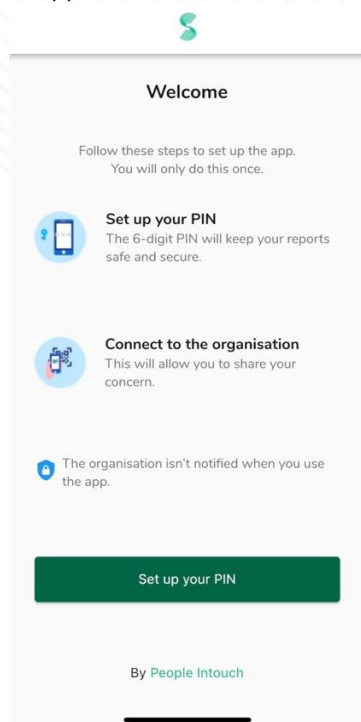 Welcome
Follow these steps to set up the app.
You will only do this once.
Set up your PIN
The 6-digit PIN will keep your reports
safe and secure.
Connect to the organisation
This will allow you to share your
concern.
The organisation isn't notified when you use
the app.
Set up your PIN
By People Intouch